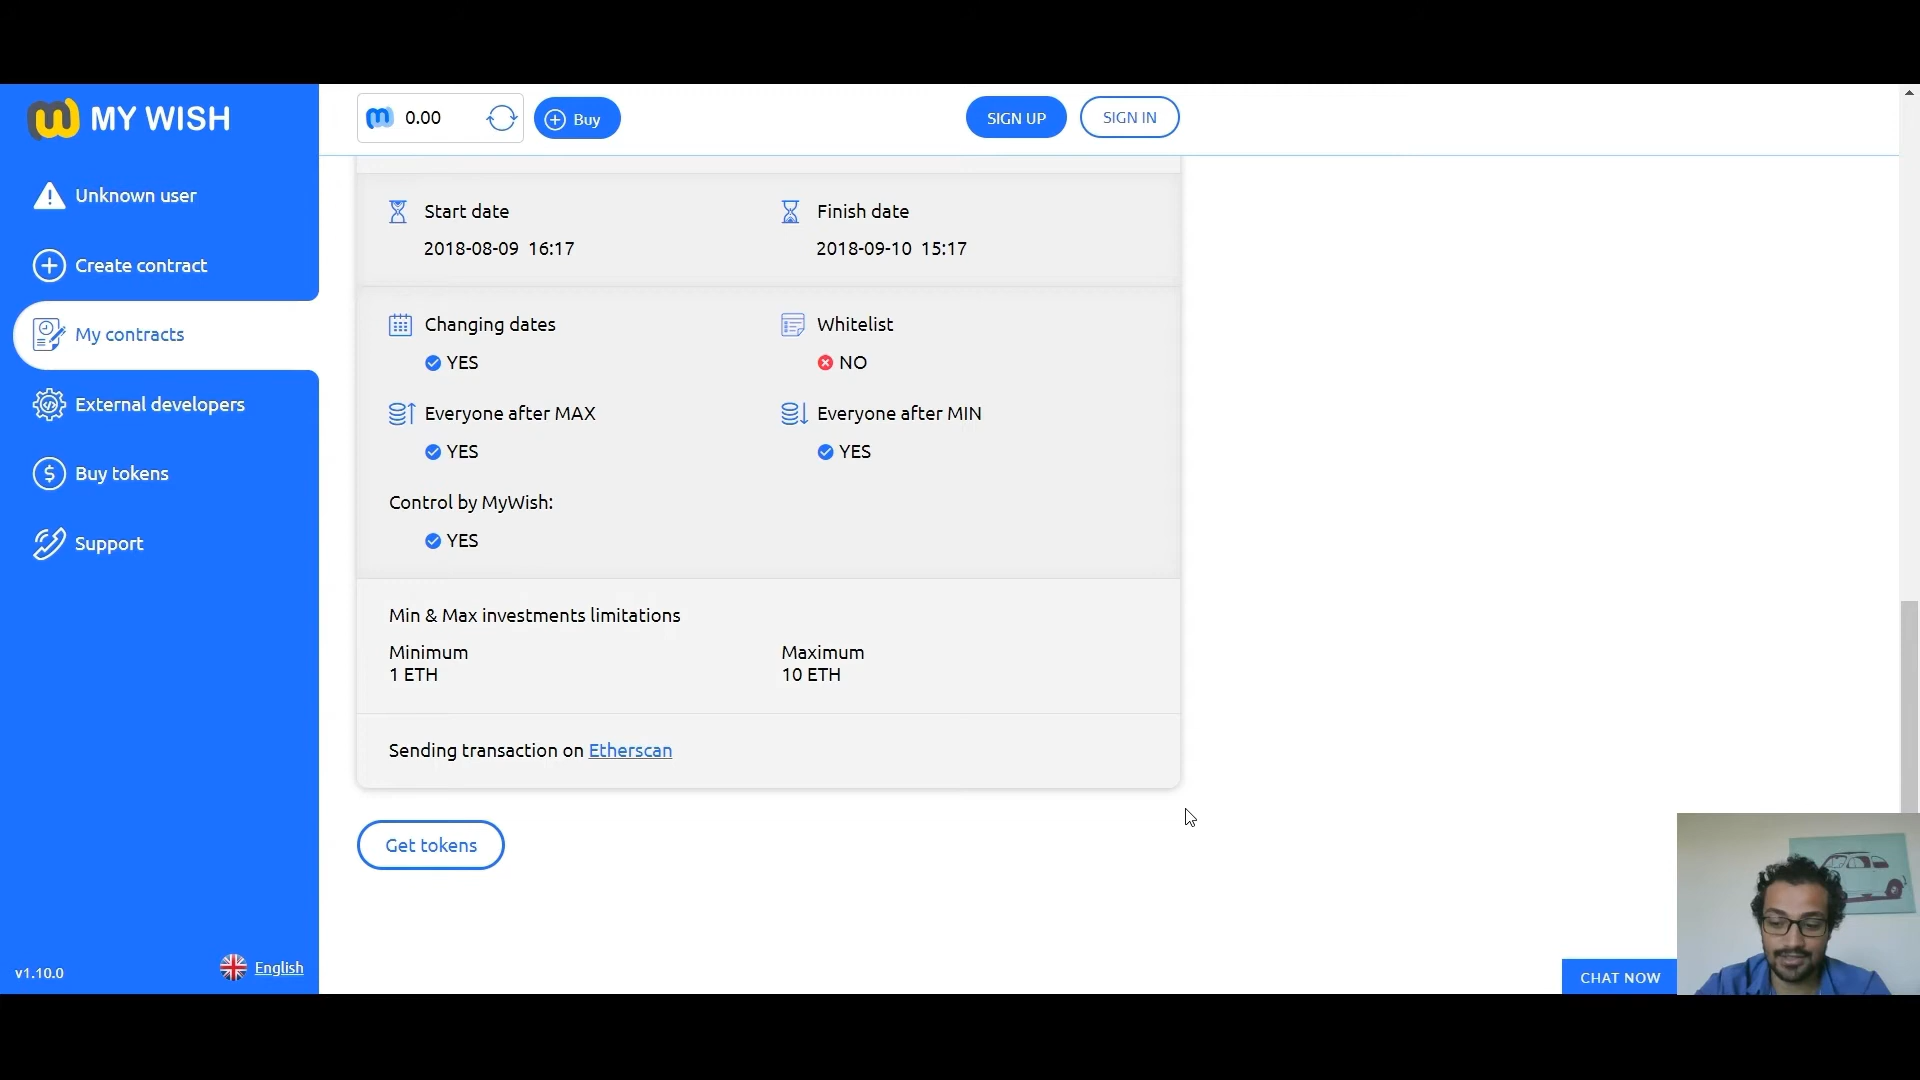 MY WISH
0.00
Buy
SIGN UP
SIGN IN
Unknown user
Create contract
My contracts
External developers
Buy tokens
Support
Start date
2018-08-09 16:17
Finish date
2018-09-10 15:17
Changing dates
YES
Whitelist
NO
Everyone after MAX
YES
Everyone after MIN
YES
Control by MyWish:
YES
Min & Max investments limitations
Minimum
1 ETH
Maximum
10 ETH
Sending transaction on Etherscan
Get tokens
v1.10.0
English
CHAT NOW